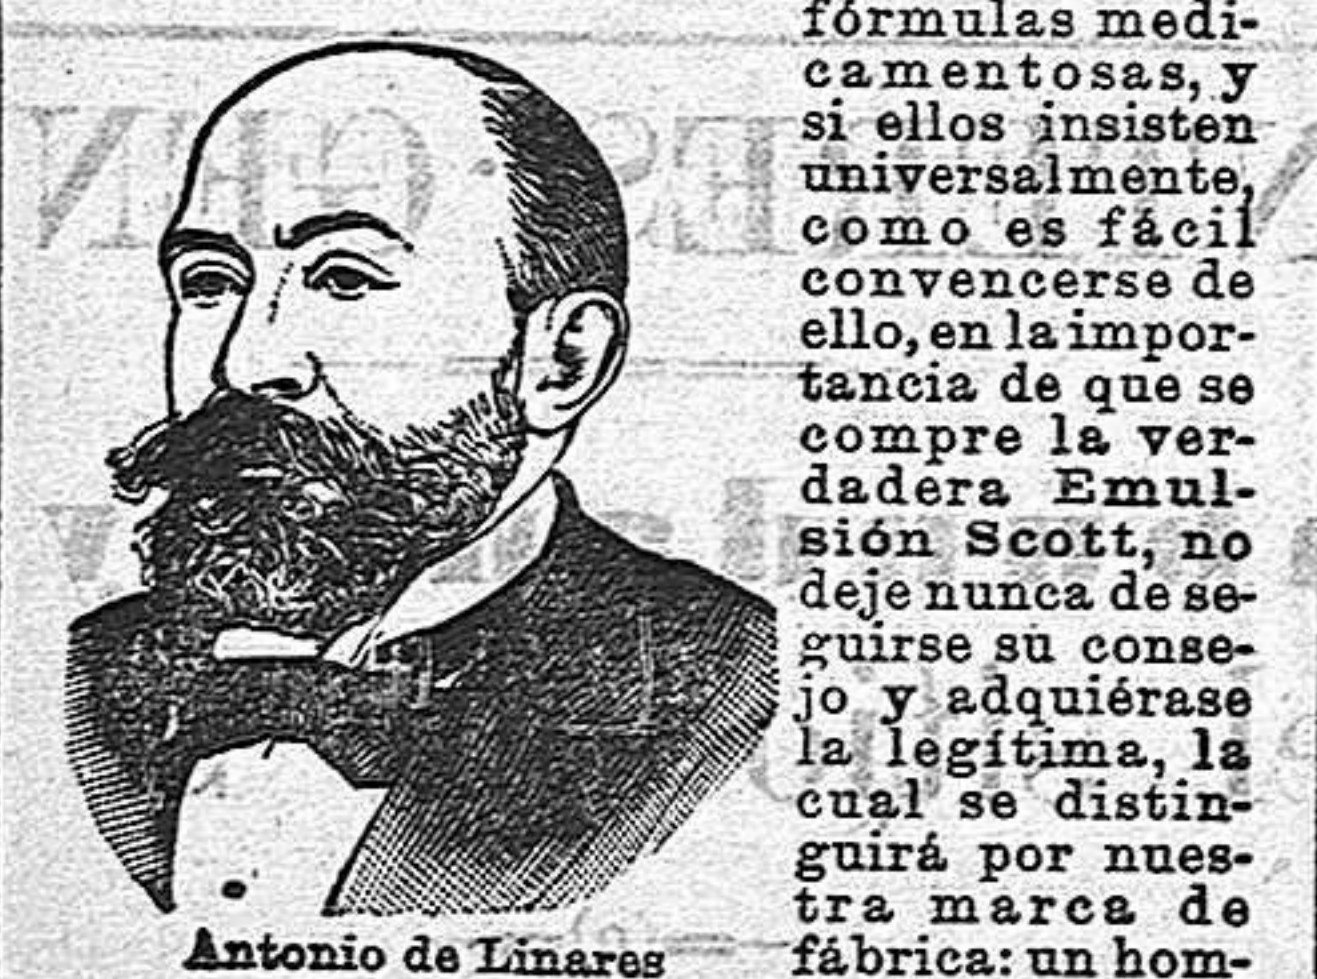 fórmulas medi-
camentosas, y
si ellos insisten
universalmente,
como es fácil
convencerse de
ello, en la impor-
tancia de que se
compre la ver-
dadera Emul-
sión Scott, no
deje nunca de se-
guirse su conse-
jo y adquiérase
la legítima, la
cual se distin-
guirá por nues-
tra marca de
fábrica: un hom-
Antonio de Linares